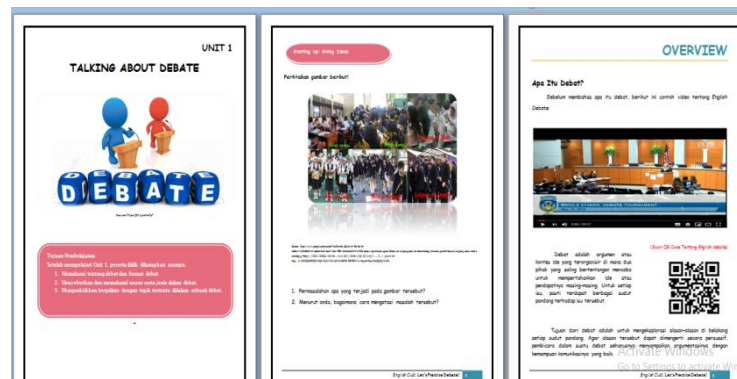 UNIT 1
TALKING ABOUT DEBATE
DEBATE
DEBATE
Tujuan Pembelajaran:
Setelah mempelajari Unit 1, peserta didik diharapkan mampu:
1. Memahami tentang debat dan format debat.
2. Menyebutkan dan memahami unsur serta jenis dalam debat.
3. Mempraktikkan berpidato dengan topik tertentu didalam sebuah debat.
Starting Up: Giving Ideas
Perhatikan gambar berikut!
1. Permasalahan apa yang terjadi pada gambar tersebut?
2. Menurut anda, bagaimana cara mengatasi masalah tersebut?
English Club: Let's Practice Debate!
OVERVIEW
Apa Itu Debat?
Sebelum membahas apa itu debat, berikut ini contoh video tentang English
Debate.
MIDDLE SCHOOL DEBATE TOURNAMENT
(Scan QR Code Tentang English debate)
Debat adalah argumen atau
kontes ide yang terorganisir di mana dua
pihak yang saling bertentangan mencoba
untuk mempertahankan ide atau
pendapatnya masing-masing. Untuk setiap
isu, pasti terdapat berbagai sudut
pandang terhadap isu tersebut.
Tujuan dari debat adalah untuk mengeksplorasi alasan-alasan di belakang
setiap sudut pandang. Agar alasan tersebut dapat dimengerti secara persuasif,
pembicara dalam suatu debat seharusnya menyampaikan argumentasinya dengan
kemampuan komunikasinya yang baik.
Activate Windows
Go to Settings to activate Win
English Club: Let's Practice Debate!